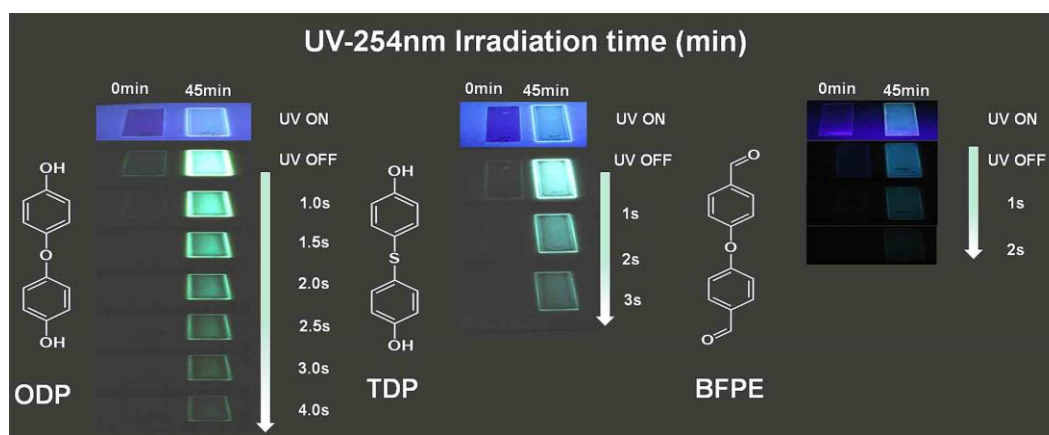 UV-254nm Irradiation time (min)
0min 45min
UV ON
UV OFF
1.0s
1.5s
2.0s
2.5s
3.0s
4.0s
OH
O
OH
ODP
0min 45min
UV ON
UV OFF
1s
2s
3s
OH
S
OH
TDP
0min 45min
UV ON
UV OFF
1s
2s
O
O
O
BFPE